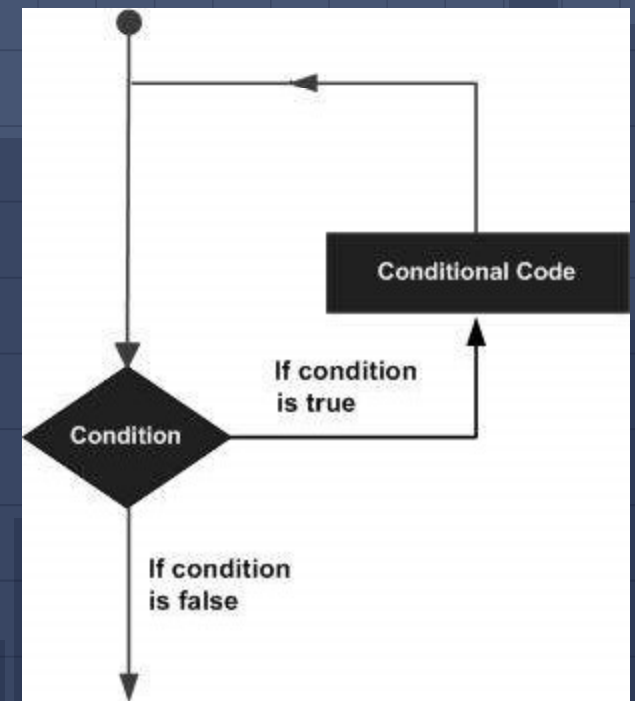 Conditional Code
If condition
is true
Condition
If condition
is false